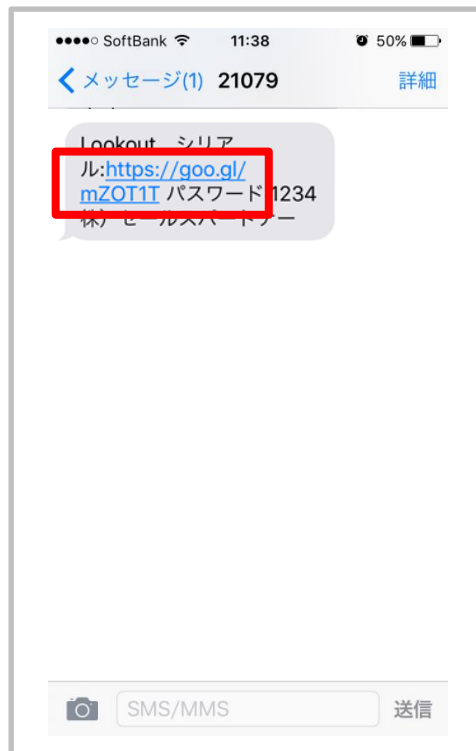 SoftBank 11:38 50%
メッセージ(1) 21079 詳細
Lookout シリア
ル:https://goo.gl/
mZOT1T パスワード 1234
株）セールスパートナー
SMS/MMS 送信